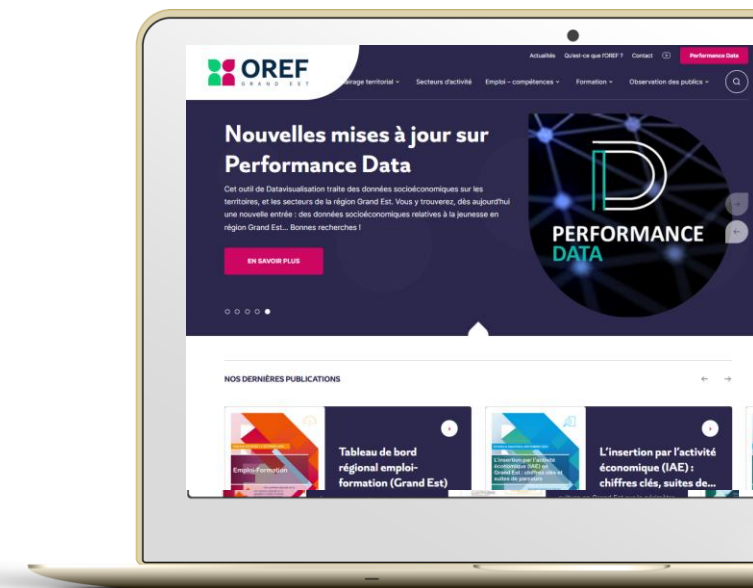 OREF
GRAND EST
Actualités Qu'est-ce que l'OREF ? Contact Performance Data
territorial Secteurs d'activité Emploi – compétences Formation Observation des publics
Nouvelles mises à jour sur
Performance Data
Cet outil de Datavisualisation traite des données socioéconomiques sur les
territoires, et les secteurs de la région Grand Est. Vous y trouverez, dès aujourd'hui
une nouvelle entrée : des données socioéconomiques relatives à la jeunesse en
région Grand Est... Bonnes recherches !
EN SAVOIR PLUS
PERFORMANCE
DATA
NOS DERNIÈRES PUBLICATIONS
Emploi-Formation
Tableau de bord
régional emploi-
formation (Grand Est)
L'insertion par l'activité
économique (IAE) en
Grand Est : chiffres clés et
suites de parcours
L'insertion par l'activité
économique (IAE) :
chiffres clés, suites de...